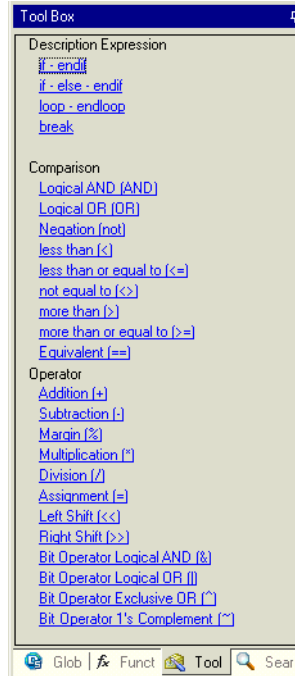 Tool Box
Description Expression
if - endif
if - else - endif
loop - endloop
break
Comparison
Logical AND (AND)
Logical OR (OR)
Negation (not)
less than (<)
less than or equal to (<=)
not equal to (<>)
more than (>)
more than or equal to (>=)
Equivalent (==)
Operator
Addition (+)
Subtraction (-)
Margin (%)
Multiplication (*)
Division (/)
Assignment (=)
Left Shift (<<)
Right Shift (>>)
Bit Operator Logical AND (&)
Bit Operator Logical OR (|)
Bit Operator Exclusive OR (^)
Bit Operator 1's Complement (~)
Glob fx Funct Tool Sear